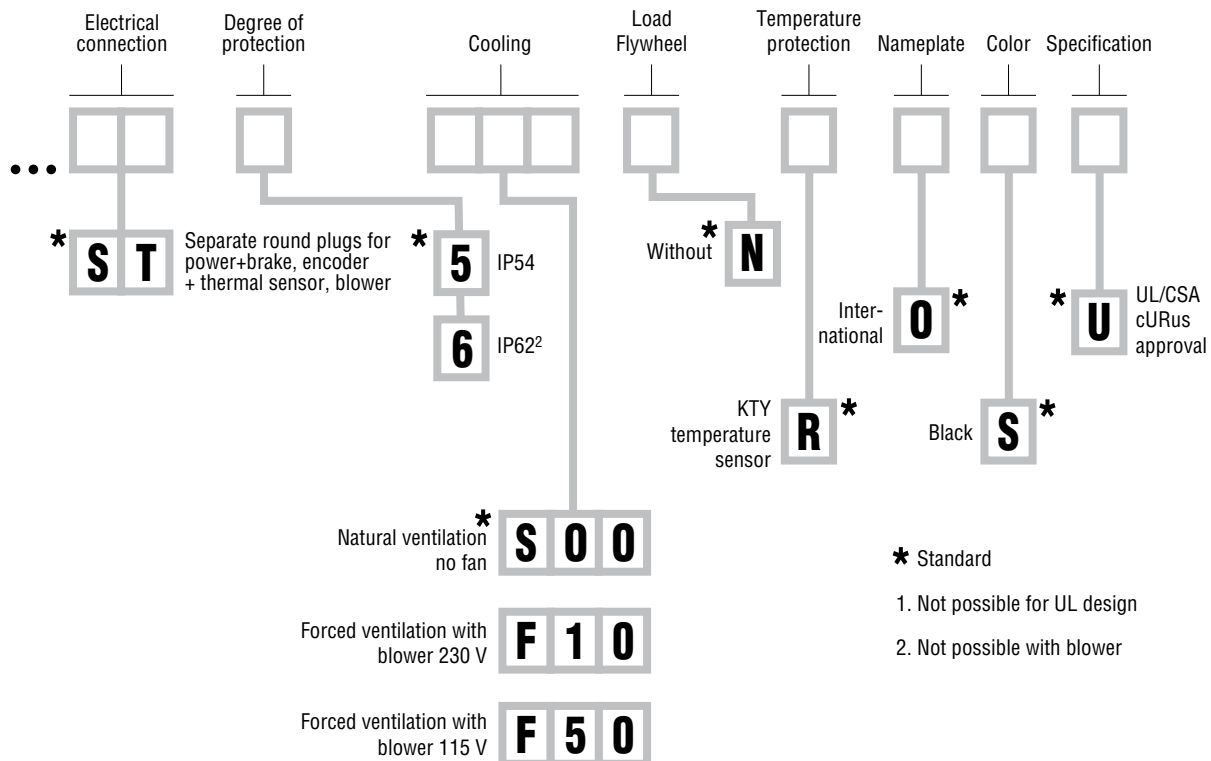 Electrical
connection
Degree of
protection
Cooling
Load
Flywheel
Temperature
protection
Nameplate
Color
Specification
...
* S T
Separate round plugs for
power+brake, encoder
+ thermal sensor, blower
* 5 IP54
6 IP62²
* Without N
Inter-
national
O *
* U
UL/CSA
cURus
approval
KTY
temperature
sensor
R *
Black S *
* Natural ventilation
no fan
S 0 0
Forced ventilation with
blower 230 V
F 1 0
Forced ventilation with
blower 115 V
F 5 0
* Standard
1. Not possible for UL design
2. Not possible with blower